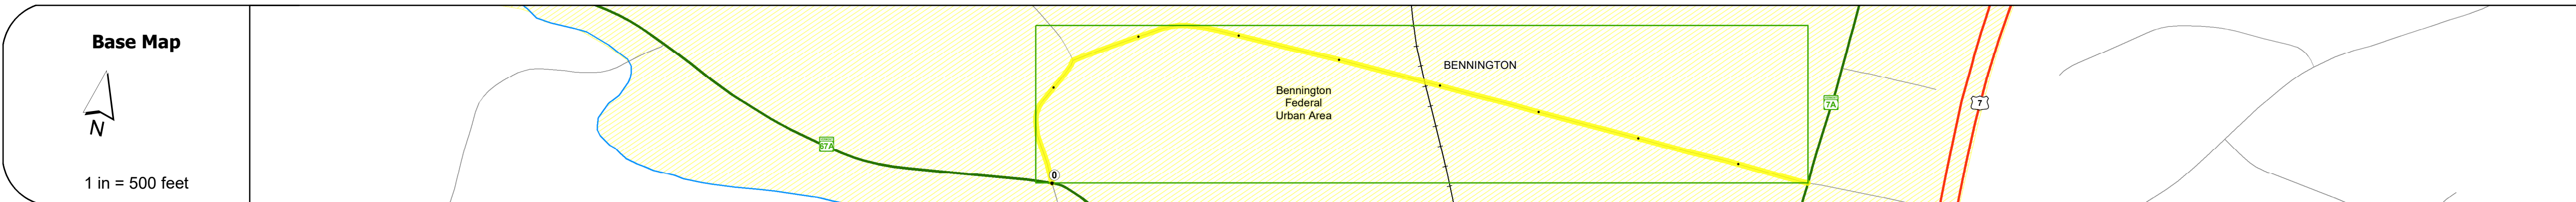 Base Map
N
1 in = 500 feet
67A
0
Bennington
Federal
Urban Area
BENNINGTON
7A
7